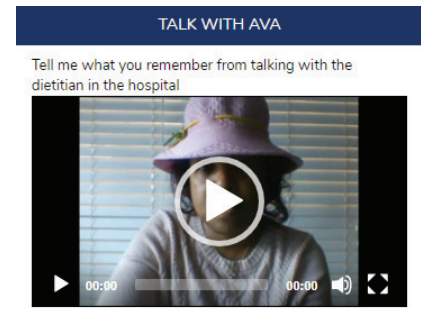 TALK WITH AVA
Tell me what you remember from talking with the
dietitian in the hospital
00:00 00:00